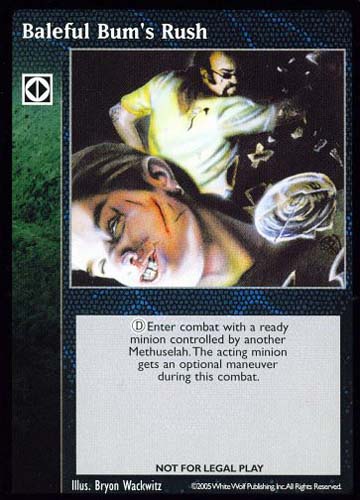 Baleful Bum's Rush
Ⓓ Enter combat with a ready
minion controlled by another
Methuselah. The acting minion
gets an optional maneuver
during this combat.
NOT FOR LEGAL PLAY
Illus. Bryon Wackwitz
©2005 White Wolf Publishing, Inc. All Rights Reserved.